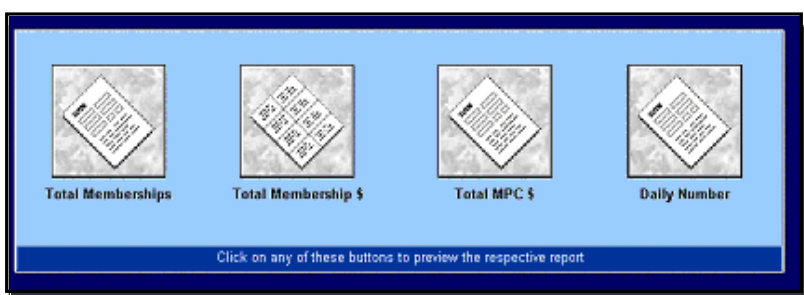 Total Memberships
Total Membership $
Total MPC $
Daily Number
Click on any of these buttons to preview the respective report